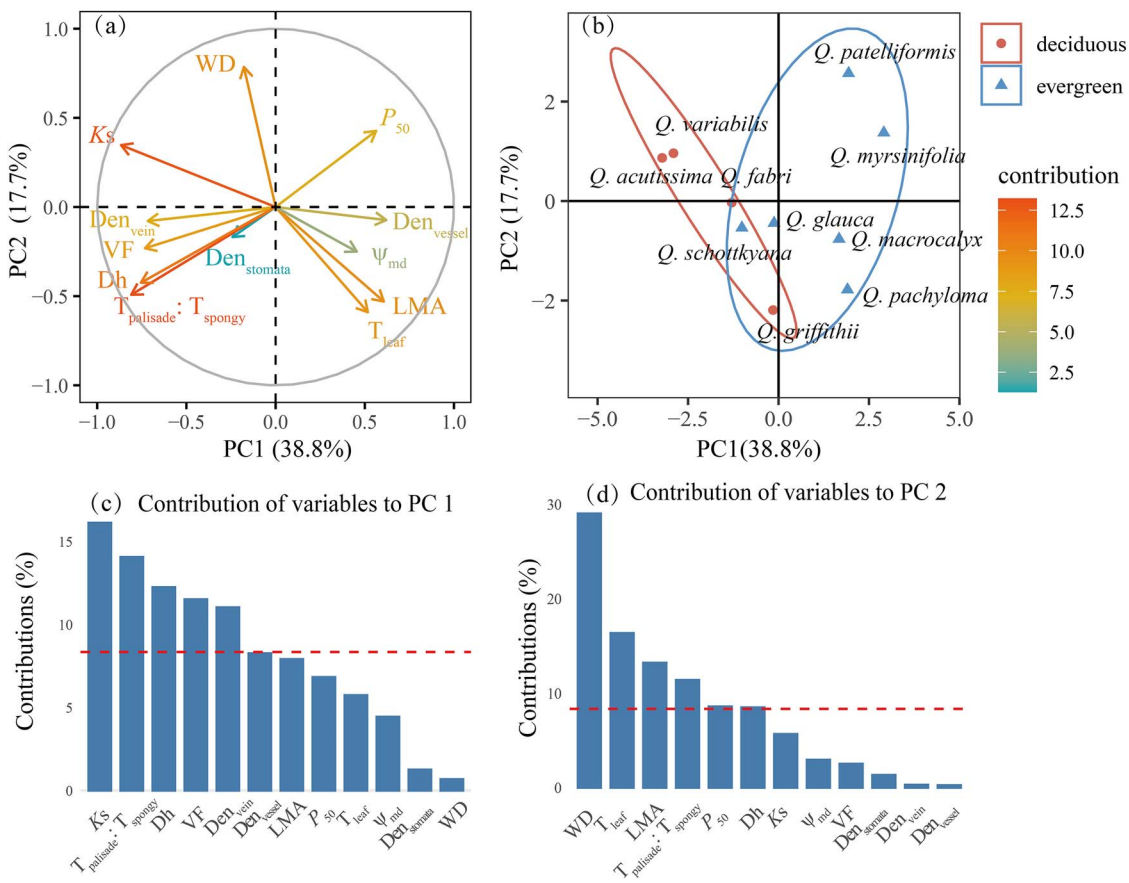 (a)
1.0
0.5
0.0
−0.5
−1.0
PC2 (17.7%)
WD
P50
Ks
Denvein
VF
Dh
Tpalisade: Tspongy
Denstomata
Denvessel
Ψmd
LMA
Tleaf
−1.0 −0.5 0.0 0.5 1.0
PC1 (38.8%)
(b)
2
0
−2
PC2 (17.7%)
Q. patelliformis
Q. variabilis
Q. myrsinifolia
Q. acutissima
Q. fabri
Q. glauca
Q. schottkyana
Q. macrocalyx
Q. pachyloma
Q. griffithii
−5.0 −2.5 0.0 2.5 5.0
PC1(38.8%)
deciduous
evergreen
contribution
12.5
10.0
7.5
5.0
2.5
(c) Contribution of variables to PC 1
Contributions (%)
15
10
5
0
Ks
Tpalisade: Tspongy
Dh
VF
Denvein
Denvessel
LMA
P50
Tleaf
Ψmd
Denstomata
WD
(d) Contribution of variables to PC 2
Contributions (%)
30
20
10
0
WD
Tleaf
LMA
Tpalisade: Tspongy
P50
Dh
Ks
Ψmd
VF
Denstomata
Denvein
Denvessel